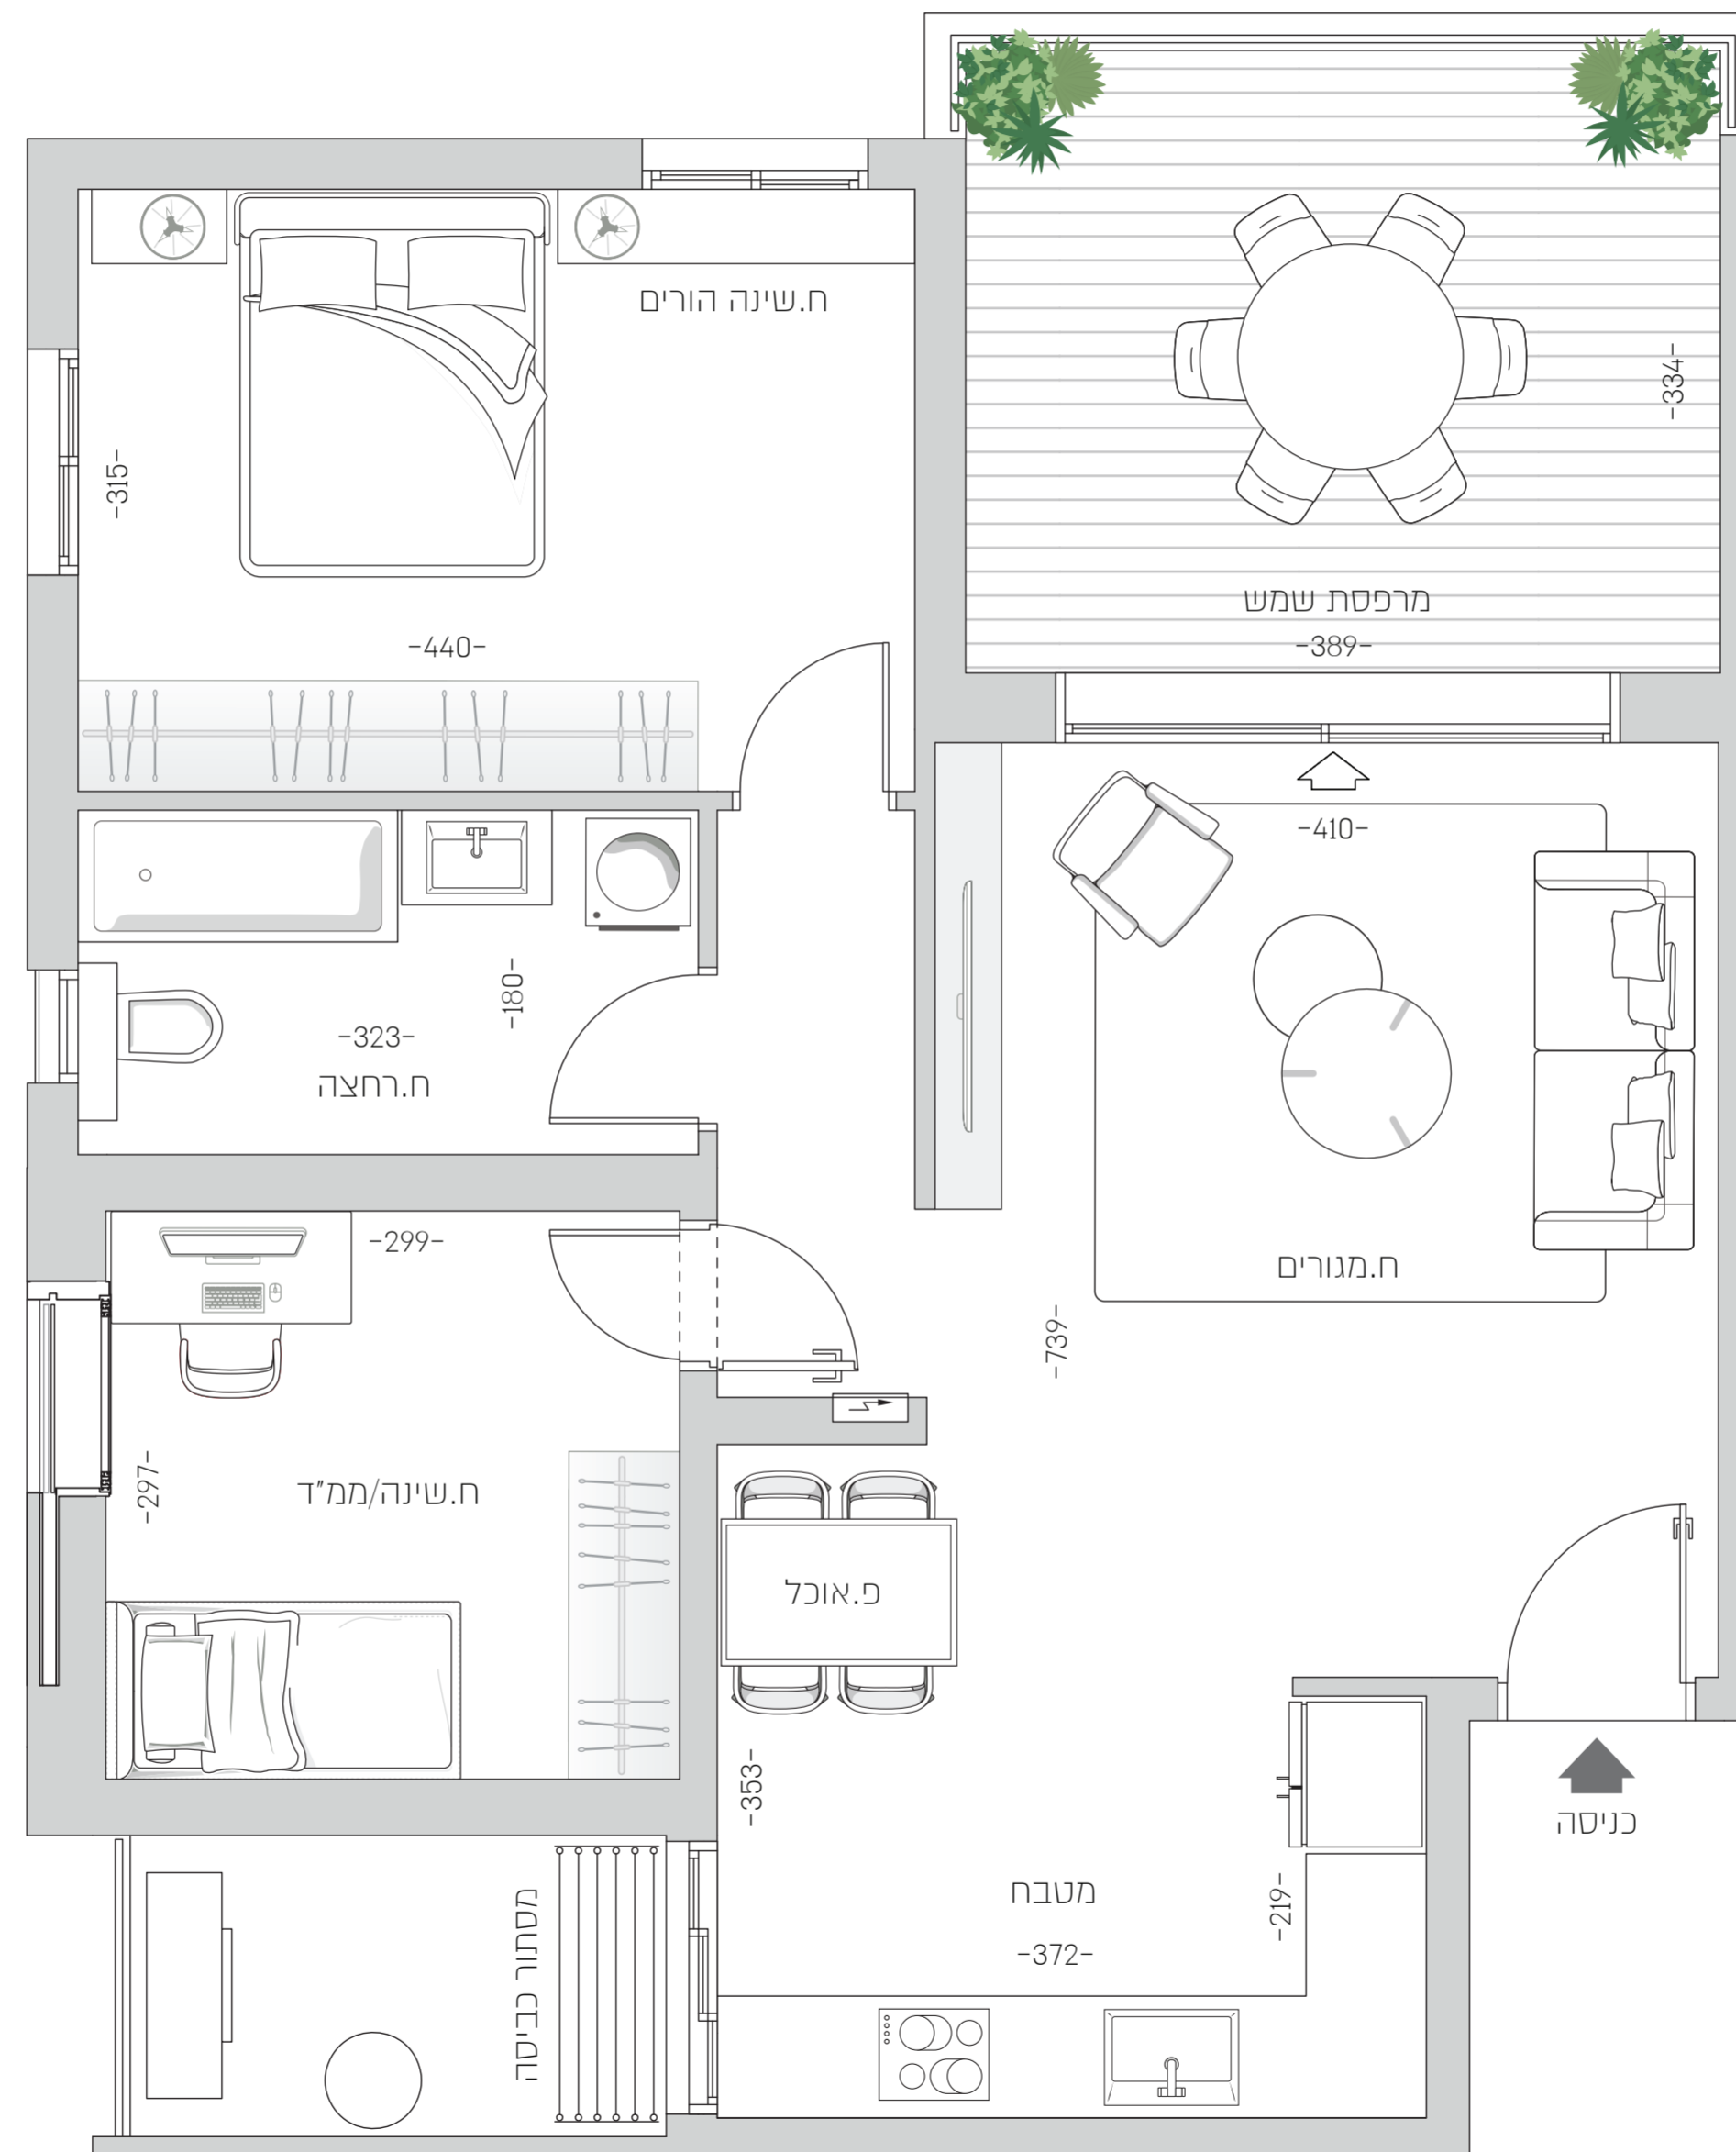 ח.שינה הורים
-315-
-440-
-334-
מרפסת שמש
-389-
-410-
-180-
-323-
ח.רחצה
-299-
ח.מגורים
-739-
-297-
ח.שינה/ממ"ד
פ.אוכל
-353-
כניסה
מטבח
-219-
-372-
מסתור כביסה